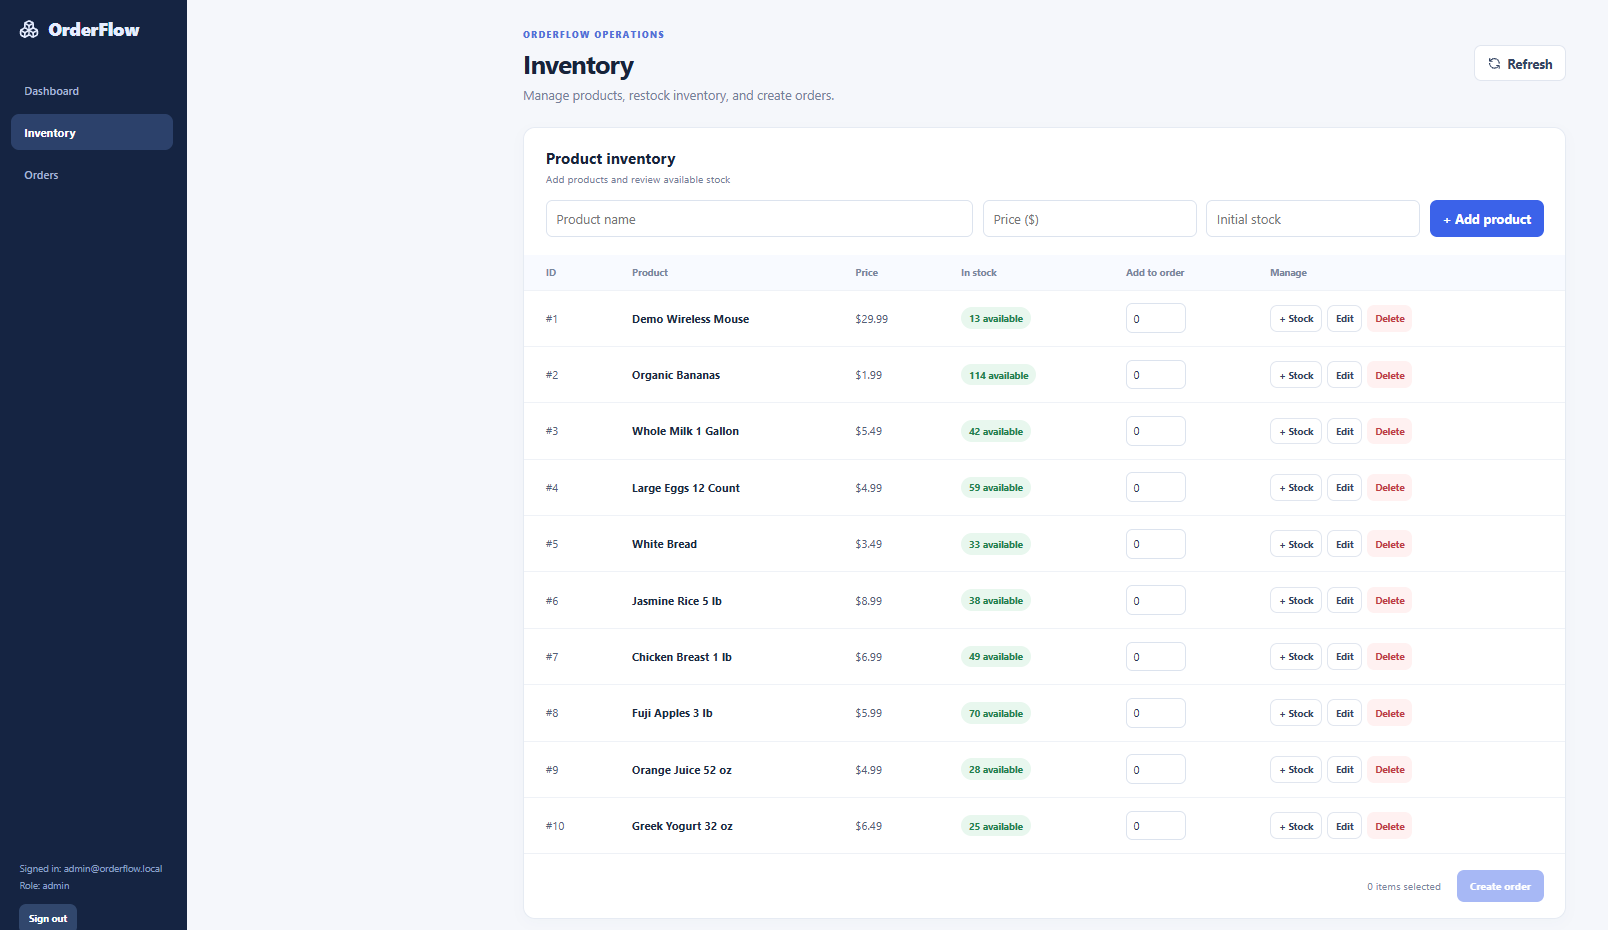 OrderFlow
Dashboard
Inventory
Orders
Signed in: admin@orderflow.local
Role: admin
Sign out
ORDERFLOW OPERATIONS
Inventory
Manage products, restock inventory, and create orders.
Refresh
Product inventory
Add products and review available stock
Product name Price ($) Initial stock + Add product
ID Product Price In stock Add to order Manage
#1 Demo Wireless Mouse $29.99 13 available 0 + Stock Edit Delete
#2 Organic Bananas $1.99 114 available 0 + Stock Edit Delete
#3 Whole Milk 1 Gallon $5.49 42 available 0 + Stock Edit Delete
#4 Large Eggs 12 Count $4.99 59 available 0 + Stock Edit Delete
#5 White Bread $3.49 33 available 0 + Stock Edit Delete
#6 Jasmine Rice 5 lb $8.99 38 available 0 + Stock Edit Delete
#7 Chicken Breast 1 lb $6.99 49 available 0 + Stock Edit Delete
#8 Fuji Apples 3 lb $5.99 70 available 0 + Stock Edit Delete
#9 Orange Juice 52 oz $4.99 28 available 0 + Stock Edit Delete
#10 Greek Yogurt 32 oz $6.49 25 available 0 + Stock Edit Delete
0 items selected Create order